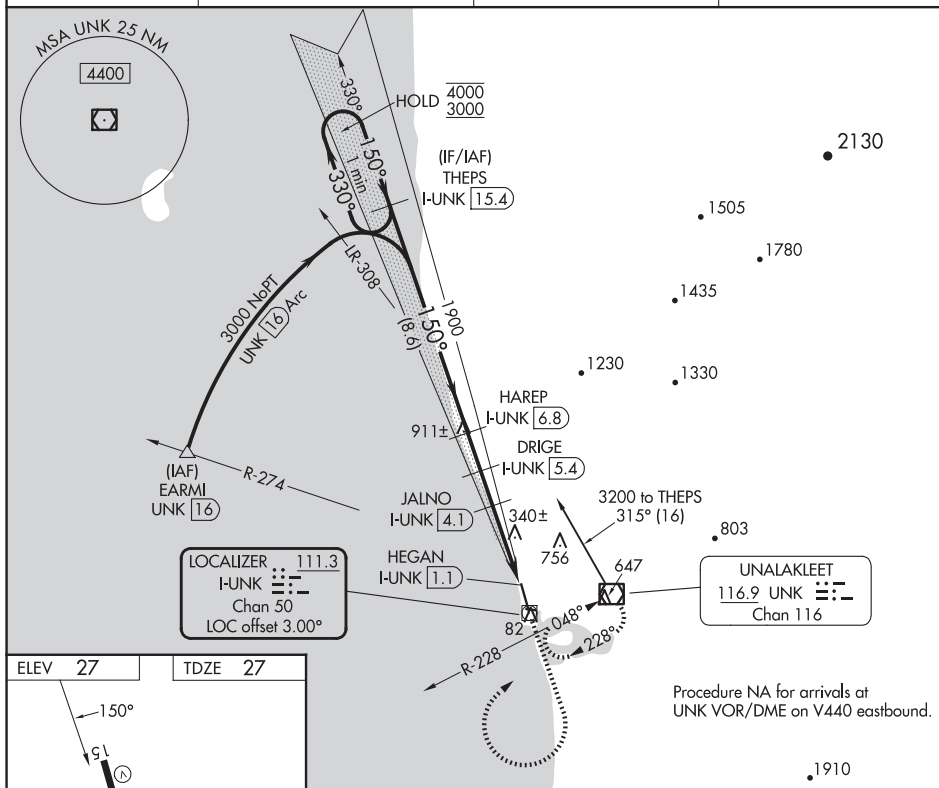 MSA UNK 25 NM
4400
330°
HOLD 4000
3000
150°
1 min
330°
(IF/IAF)
THEPS
I-UNK 15.4
2130
1505
1780
1435
1230
1330
LR-308
(8.6)
150°
1900
3000 NoPT
UNK 16 Arc
HAREP
I-UNK 6.8
911±
DRIGE
I-UNK 5.4
R-274
(IAF)
EARMI
UNK 16
JALNO
I-UNK 4.1
340±
756
3200 to THEPS
315° (16)
803
HEGAN
I-UNK 1.1
647
LOCALIZER 111.3
I-UNK
Chan 50
LOC offset 3.00°
UNALAKLEET
116.9 UNK
Chan 116
82
048°
228°
R-228
ELEV 27
TDZE 27
150°
15
V
Procedure NA for arrivals at
UNK VOR/DME on V440 eastbound.
1910